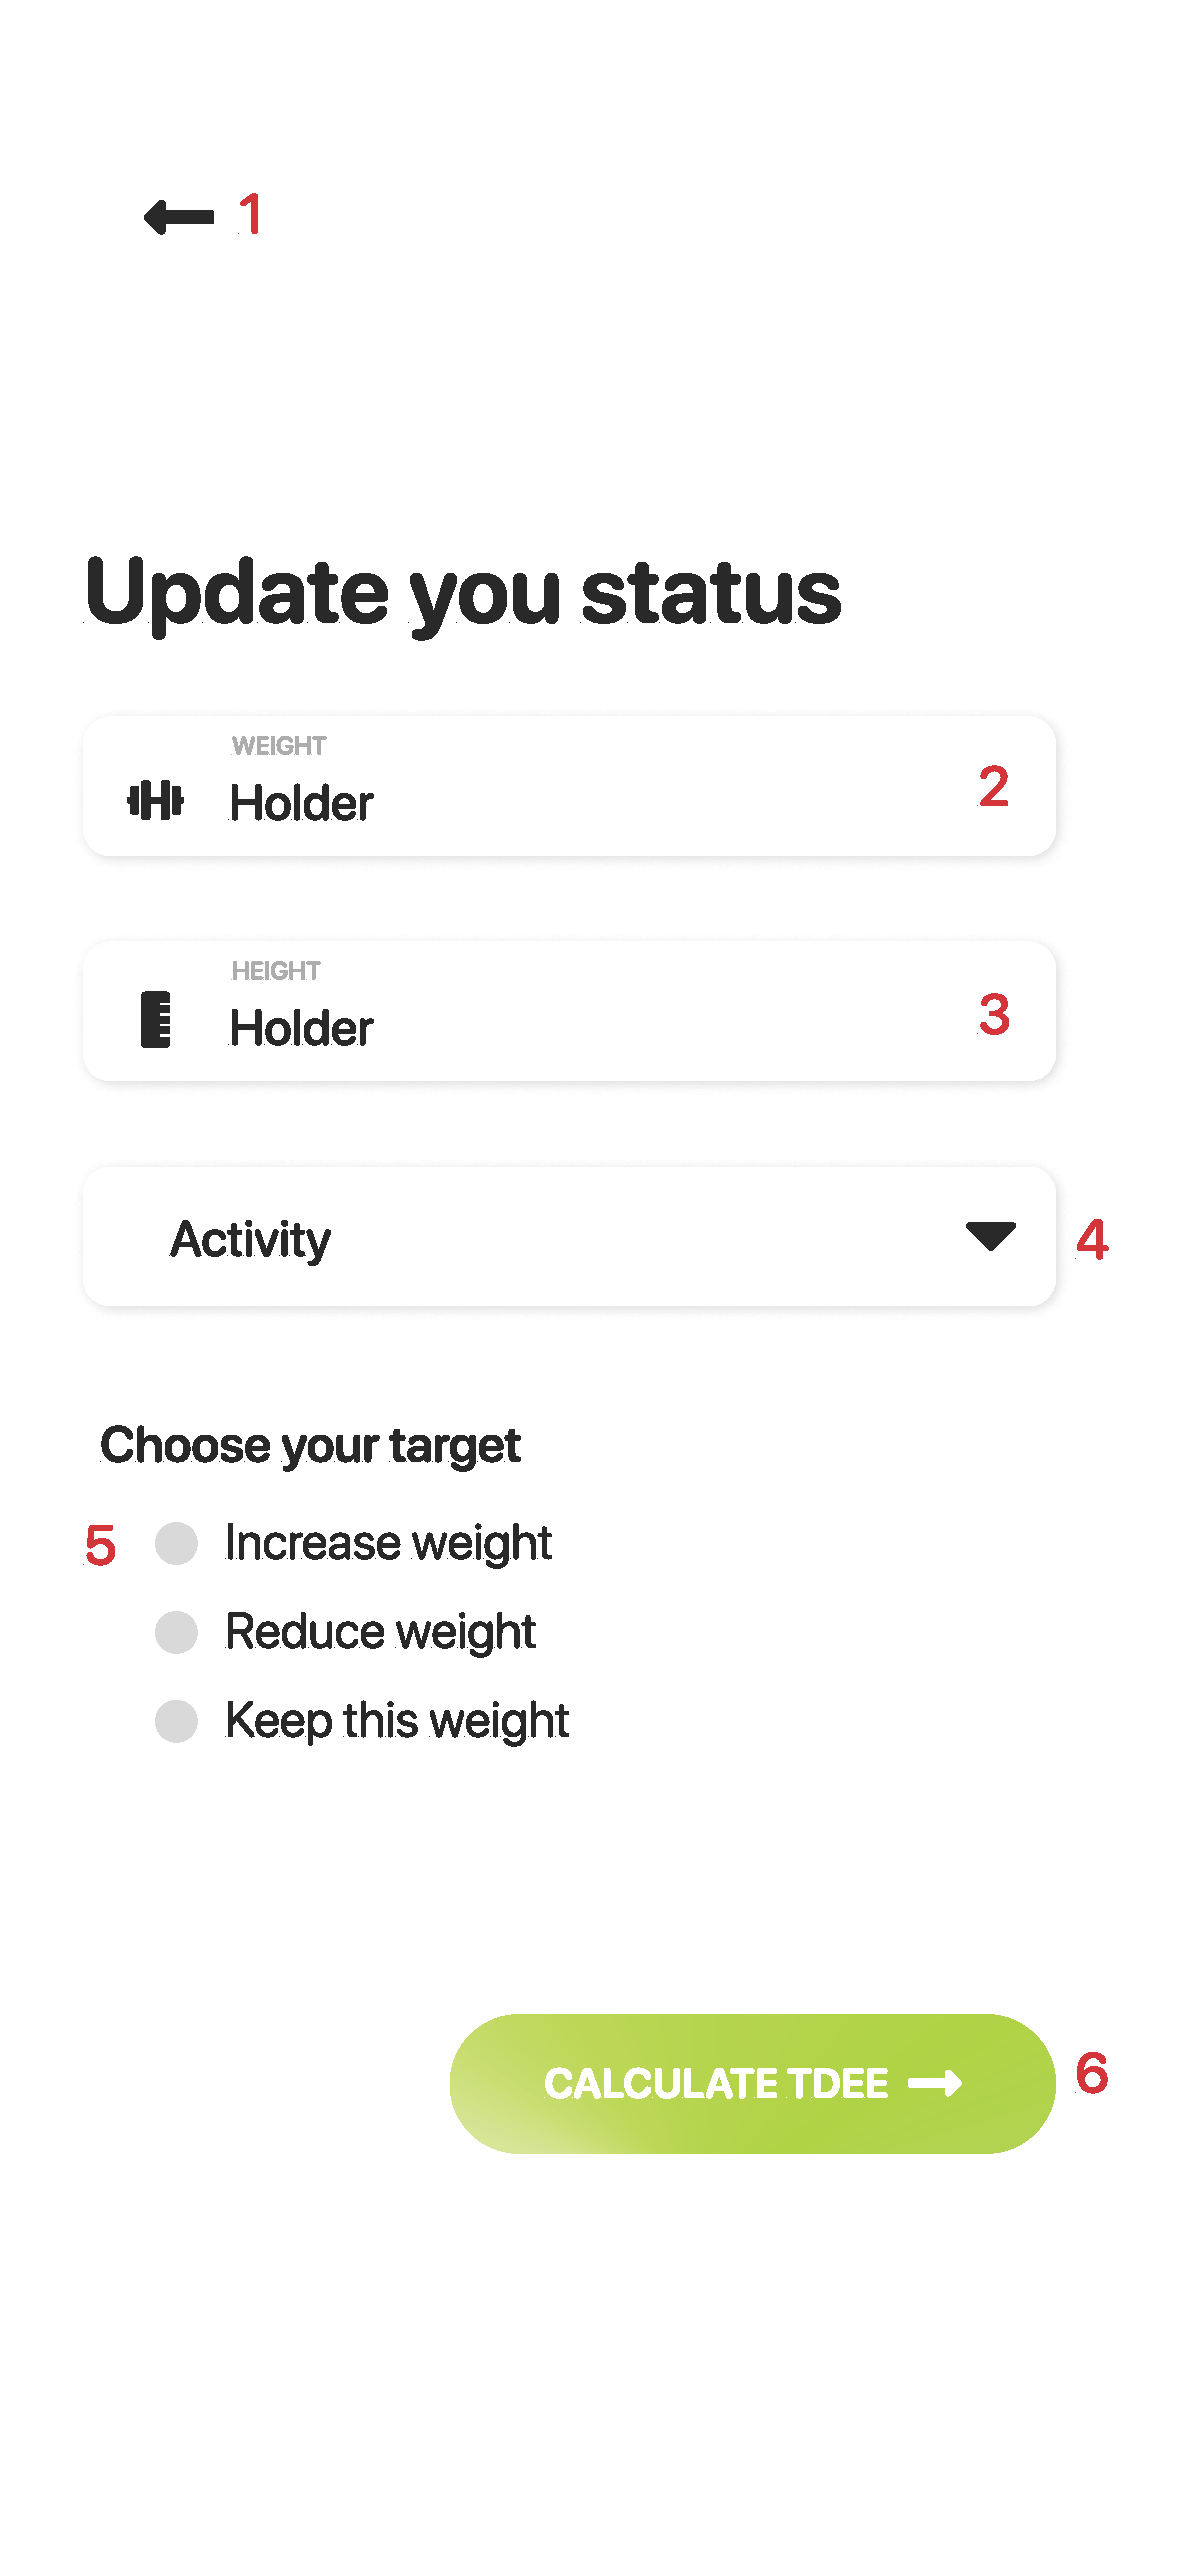 1
Update you status
WEIGHT
Holder
2
HEIGHT
Holder
3
Activity
4
Choose your target
5 Increase weight
Reduce weight
Keep this weight
CALCULATE TDEE
6